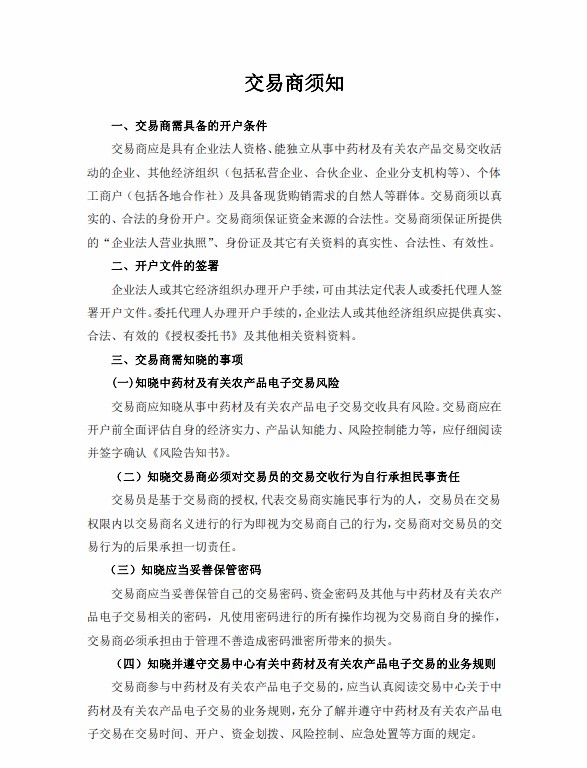 交易商须知
一、交易商需具备的开户条件
交易商应是具有企业法人资格、能独立从事中药材及有关农产品交易交收活
动的企业、其他经济组织（包括私营企业、合伙企业、企业分支机构等）、个体
工商户（包括各地合作社）及具备现货购销需求的自然人等群体。交易商须以真
实的、合法的身份开户。交易商须保证资金来源的合法性。交易商须保证所提供
的“企业法人营业执照”、身份证及其它有关资料的真实性、合法性、有效性。
二、开户文件的签署
企业法人或其它经济组织办理开户手续,可由其法定代表人或委托代理人签
署开户文件。委托代理人办理开户手续的,企业法人或其他经济组织应提供真实、
合法、有效的《授权委托书》及其他相关资料资料。
三、交易商需知晓的事项
(一)知晓中药材及有关农产品电子交易风险
交易商应知晓从事中药材及有关农产品电子交易交收具有风险。交易商应在
开户前全面评估自身的经济实力、产品认知能力、风险控制能力等，应仔细阅读
并签字确认《风险告知书》。
（二）知晓交易商必须对交易员的交易交收行为自行承担民事责任
交易员是基于交易商的授权,代表交易商实施民事行为的人，交易员在交易
权限内以交易商名义进行的行为即视为交易商自己的行为,交易商对交易员的交
易行为的后果承担一切责任。
（三）知晓应当妥善保管密码
交易商应当妥善保管自己的交易密码、资金密码及其他与中药材及有关农产
品电子交易相关的密码，凡使用密码进行的所有操作均视为交易商自身的操作,
交易商必须承担由于管理不善造成密码泄密所带来的损失。
（四）知晓并遵守交易中心有关中药材及有关农产品电子交易的业务规则
交易商参与中药材及有关农产品电子交易的,应当认真阅读交易中心关于中
药材及有关农产品电子交易的业务规则,充分了解并遵守中药材及有关农产品电
子交易在交易时间、开户、资金划拨、风险控制、应急处置等方面的规定。